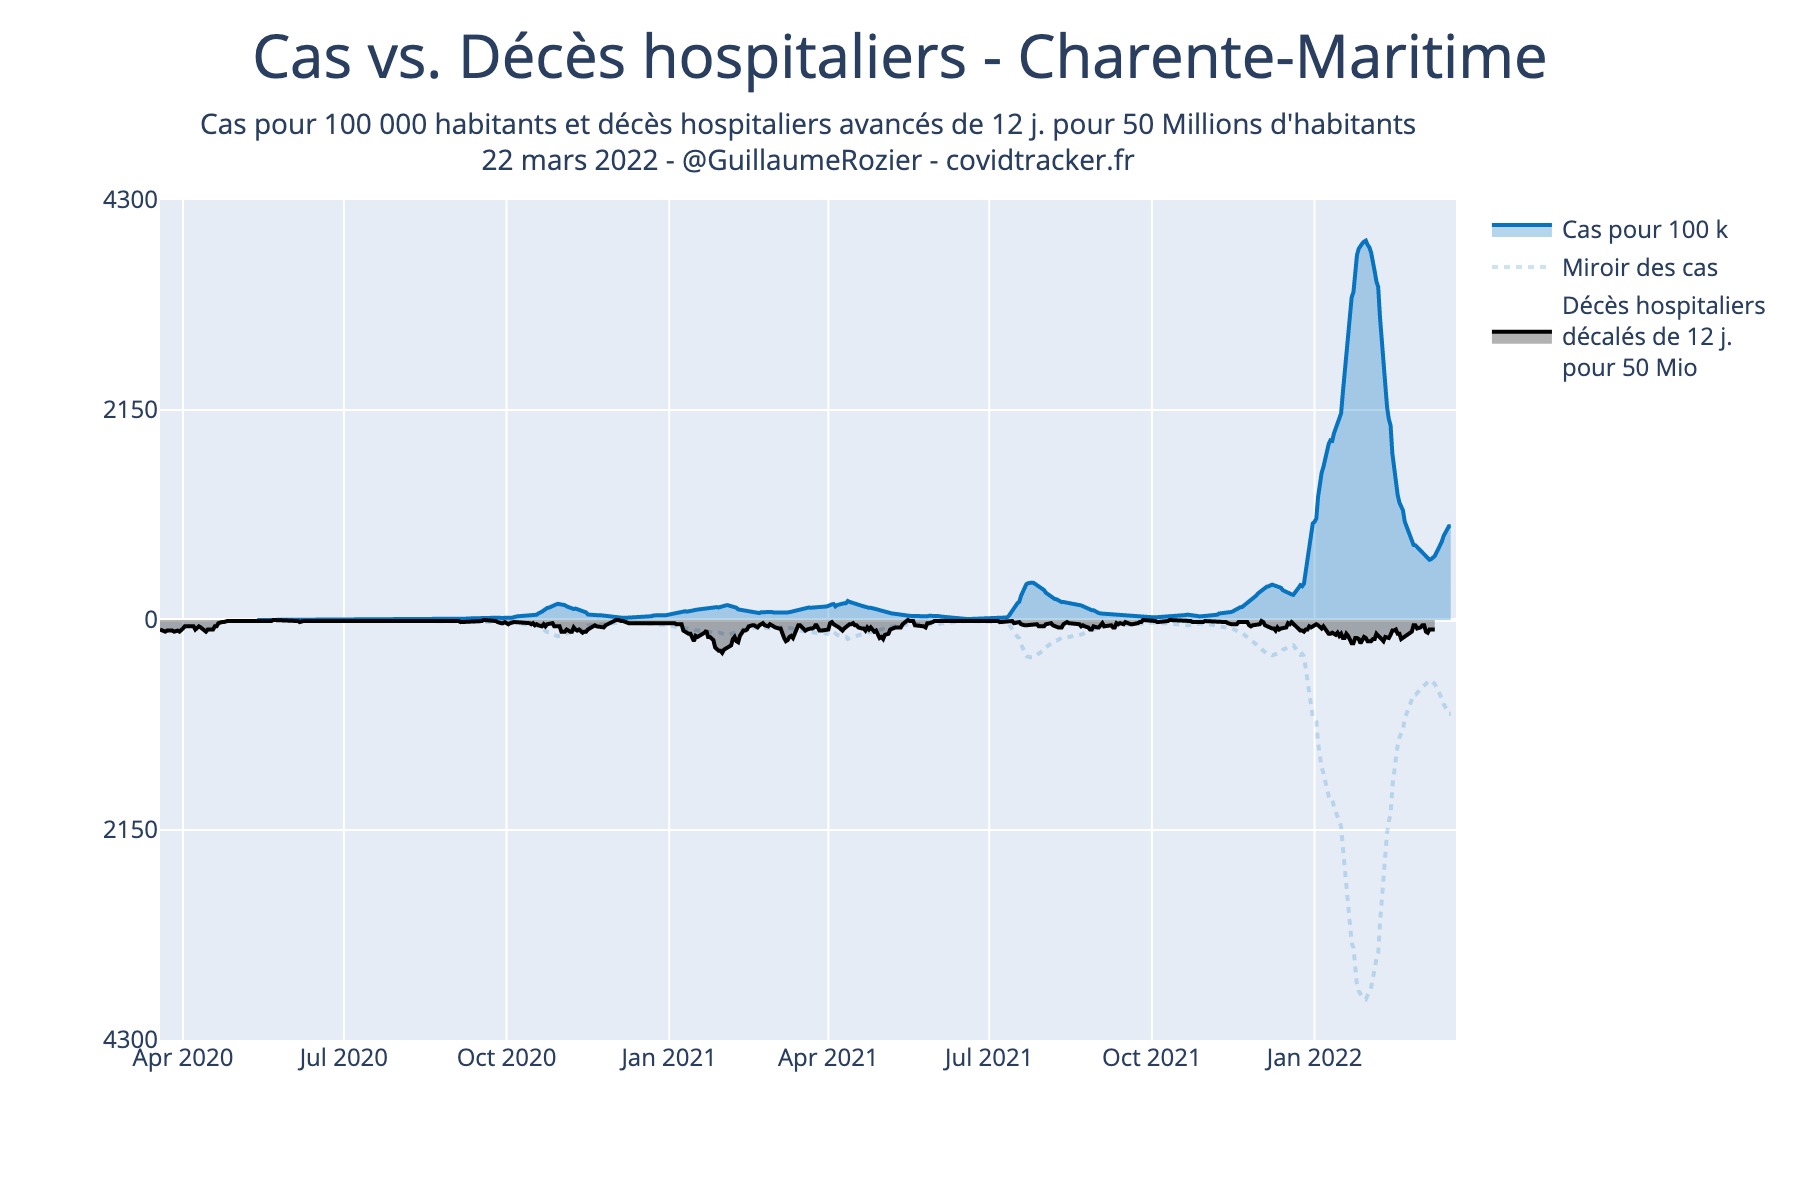 Cas vs. Décès hospitaliers - Charente-Maritime
Cas pour 100 000 habitants et décès hospitaliers avancés de 12 j. pour 50 Millions d'habitants
22 mars 2022 - @GuillaumeRozier - covidtracker.fr
4300
2150
0
2150
4300
Apr 2020
Jul 2020
Oct 2020
Jan 2021
Apr 2021
Jul 2021
Oct 2021
Jan 2022
Cas pour 100 k
Miroir des cas
Décès hospitaliers
décalés de 12 j.
pour 50 Mio